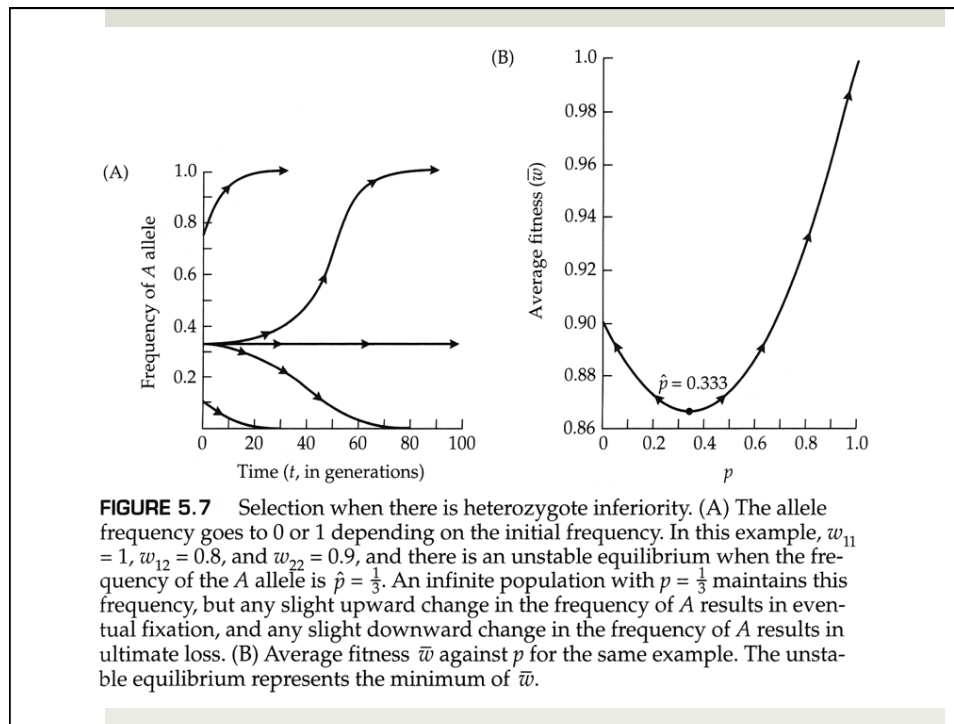 (B)
1.0
0.98
0.96
0.94
0.92
0.90
0.88
0.86
Average fitness (w̅)
p̂ = 0.333
0 0.2 0.4 0.6 0.8 1.0
p
(A)
1.0
0.8
0.6
0.4
0.2
Frequency of A allele
0 20 40 60 80 100
Time (t, in generations)
FIGURE 5.7 Selection when there is heterozygote inferiority. (A) The allele
frequency goes to 0 or 1 depending on the initial frequency. In this example, w₁₁
= 1, w₁₂ = 0.8, and w₂₂ = 0.9, and there is an unstable equilibrium when the fre-
quency of the A allele is p̂ = 1/3. An infinite population with p = 1/3 maintains this
frequency, but any slight upward change in the frequency of A results in even-
tual fixation, and any slight downward change in the frequency of A results in
ultimate loss. (B) Average fitness w̅ against p for the same example. The unsta-
ble equilibrium represents the minimum of w̅.